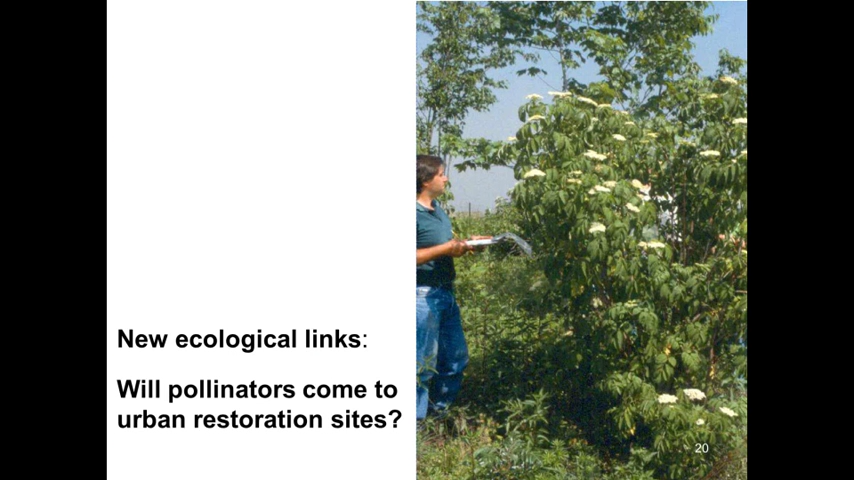 New ecological links:
Will pollinators come to
urban restoration sites?
20